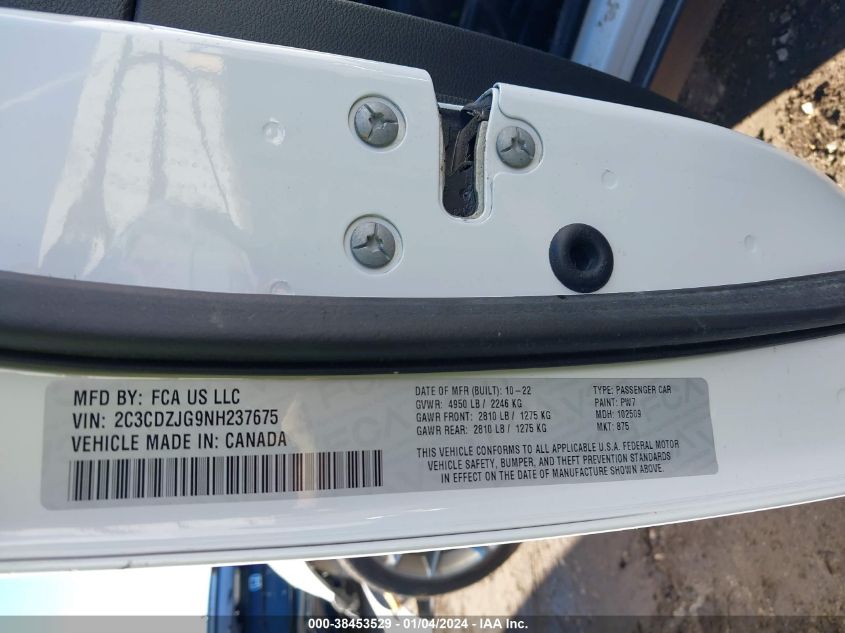 MFD BY: FCA US LLC
VIN: 2C3CDZJG9NH237675
VEHICLE MADE IN: CANADA
DATE OF MFR (BUILT): 10-22
GVWR: 4950 LB / 2246 KG
GAWR FRONT: 2810 LB / 1275 KG
GAWR REAR: 2810 LB / 1275 KG
TYPE: PASSENGER CAR
PAINT: PW7
MDH: 102509
MKT: 875
THIS VEHICLE CONFORMS TO ALL APPLICABLE U.S.A. FEDERAL MOTOR
VEHICLE SAFETY, BUMPER, AND THEFT PREVENTION STANDARDS
IN EFFECT ON THE DATE OF MANUFACTURE SHOWN ABOVE.
000-38453529 - 01/04/2024 - IAA Inc.